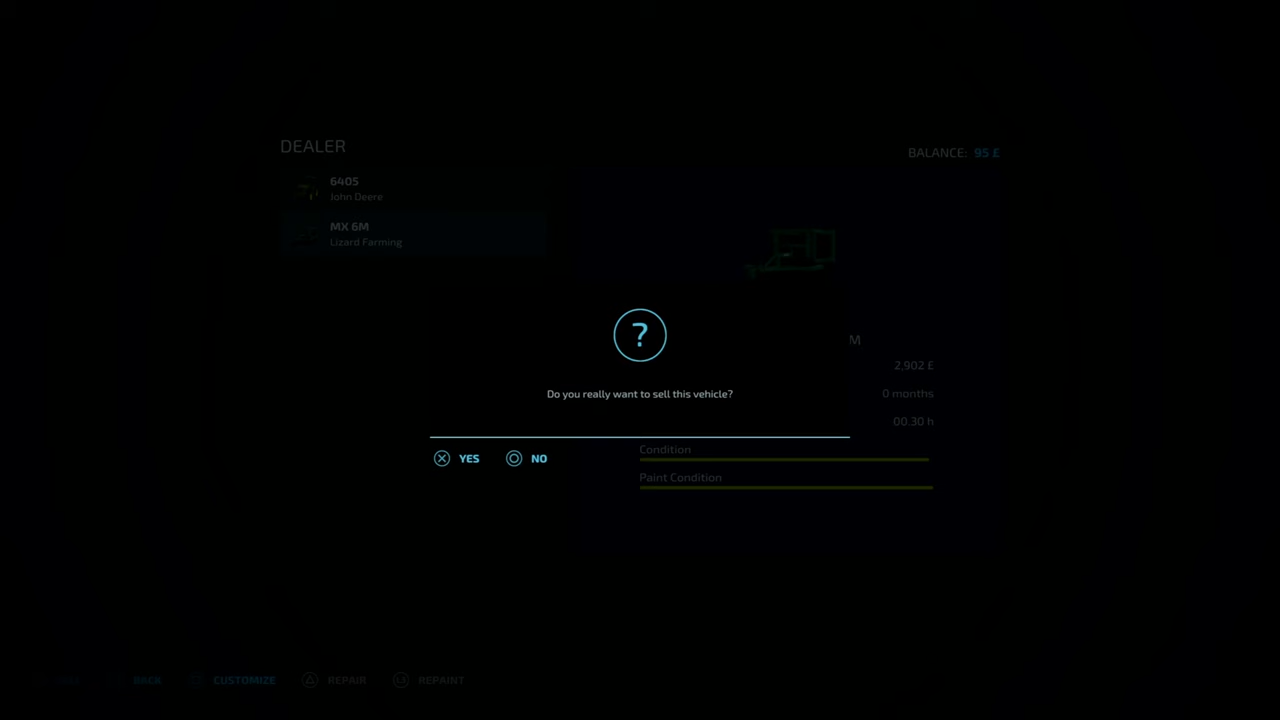 DEALER
BALANCE: 95 £
6405
John Deere
MX 6M
Lizard Farming
?
M
2,902 £
Do you really want to sell this vehicle?
0 months
00.30 h
Condition
YES NO
Paint Condition
BACK CUSTOMIZE REPAIR REPAINT